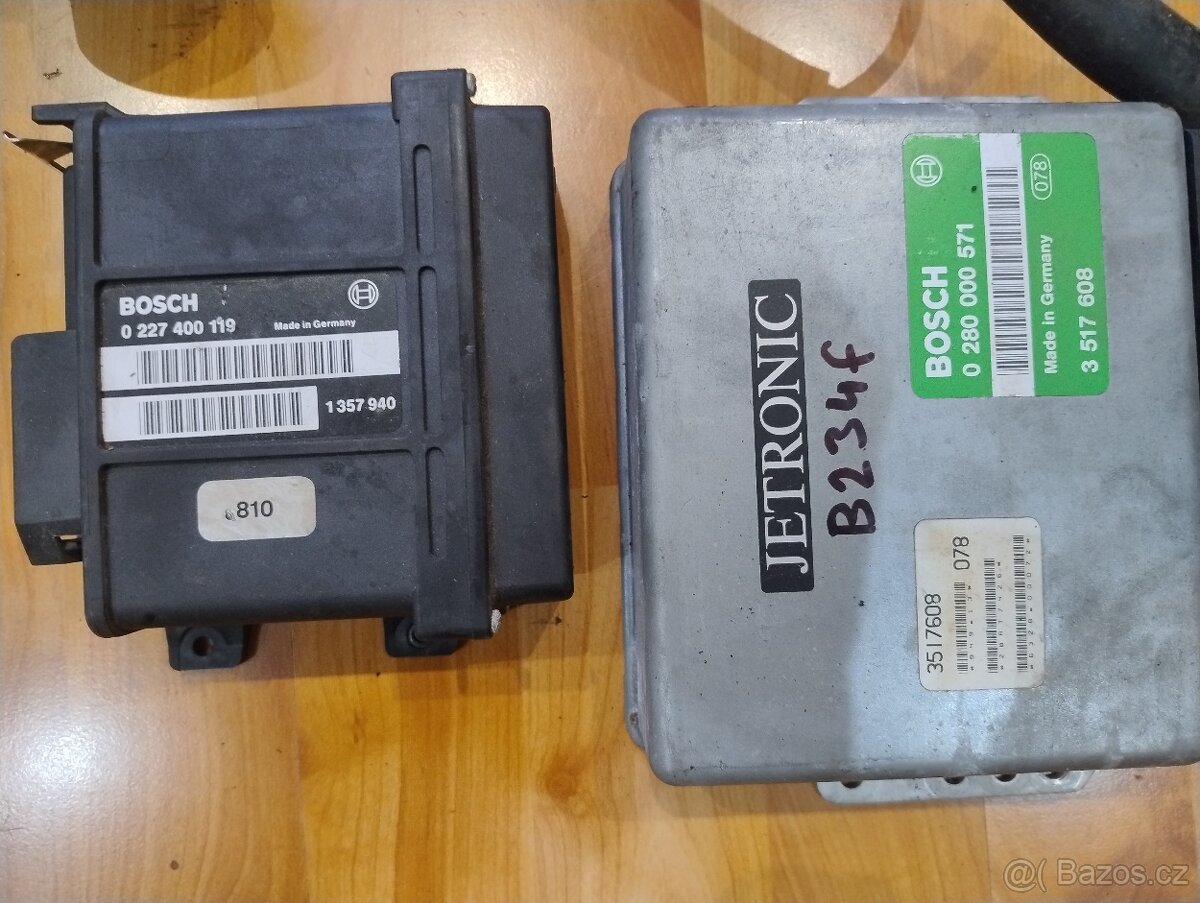 BOSCH
0 227 400 119
Made in Germany
1 357 940
810
JETRONIC
B234f
BOSCH
0 280 000 571
Made in Germany
078
3 517 608
3517608
078
@( Bazos.cz